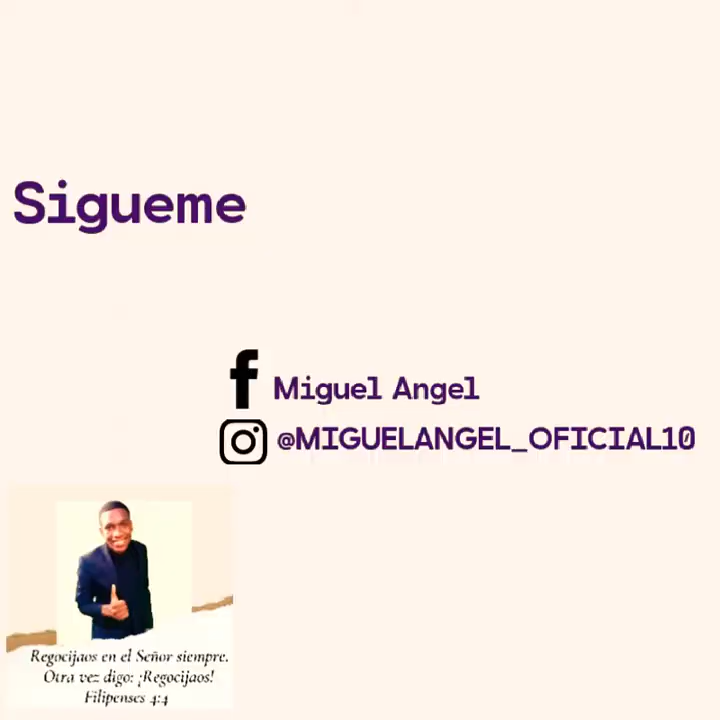 Sigueme
Miguel Angel
@MIGUELANGEL_OFICIAL10
Regocijaos en el Señor siempre.
Otra vez digo: ¡Regocijaos!
Filipenses 4:4